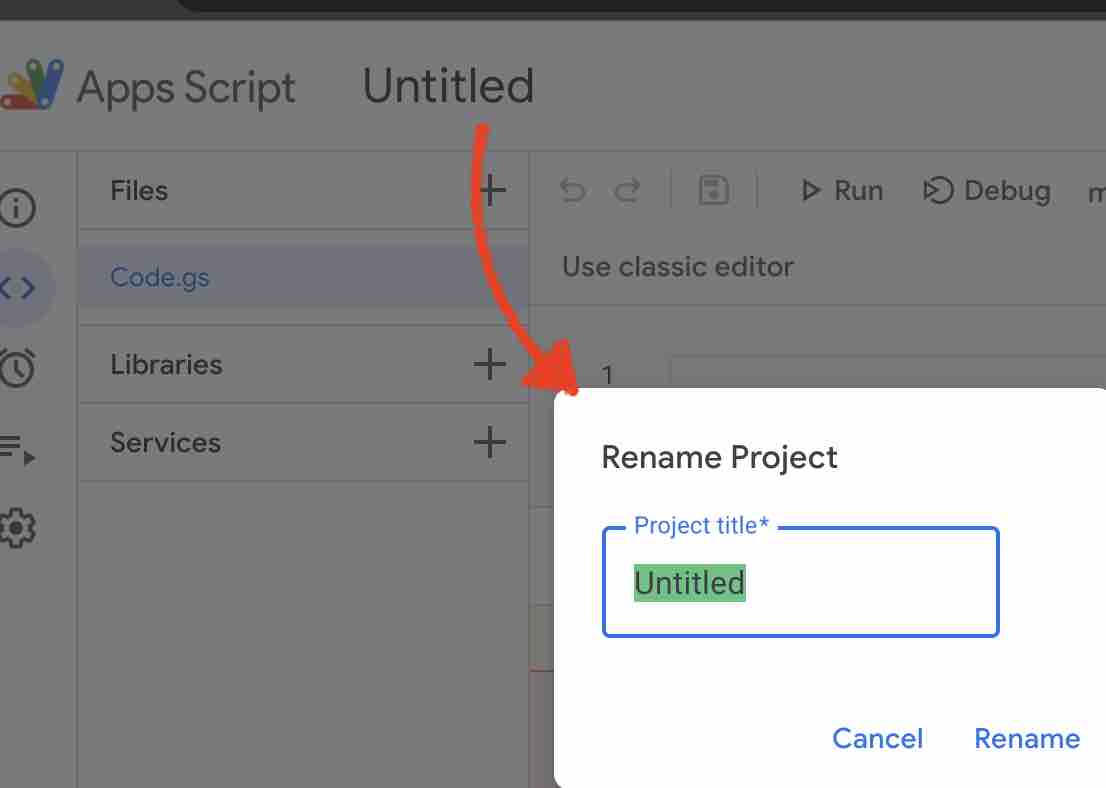 Apps Script Untitled
Files
Run Debug
Code.gs
Use classic editor
Libraries
1
Services
Rename Project
Project title*
Untitled
Cancel Rename